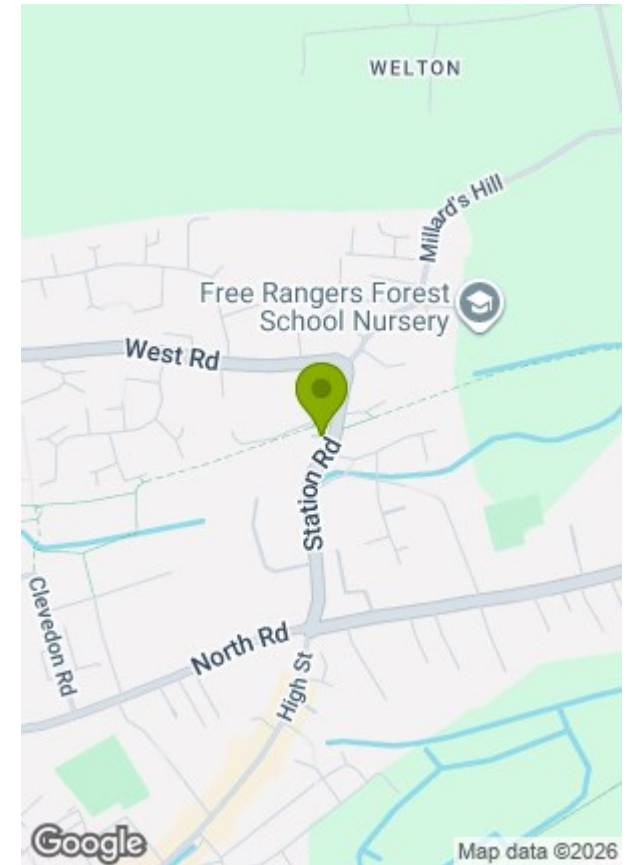 WELTON
Millard's Hill
Free Rangers Forest
School Nursery
West Rd
Station Rd
Clevedon Rd
North Rd
High St
Google
Map data ©2026